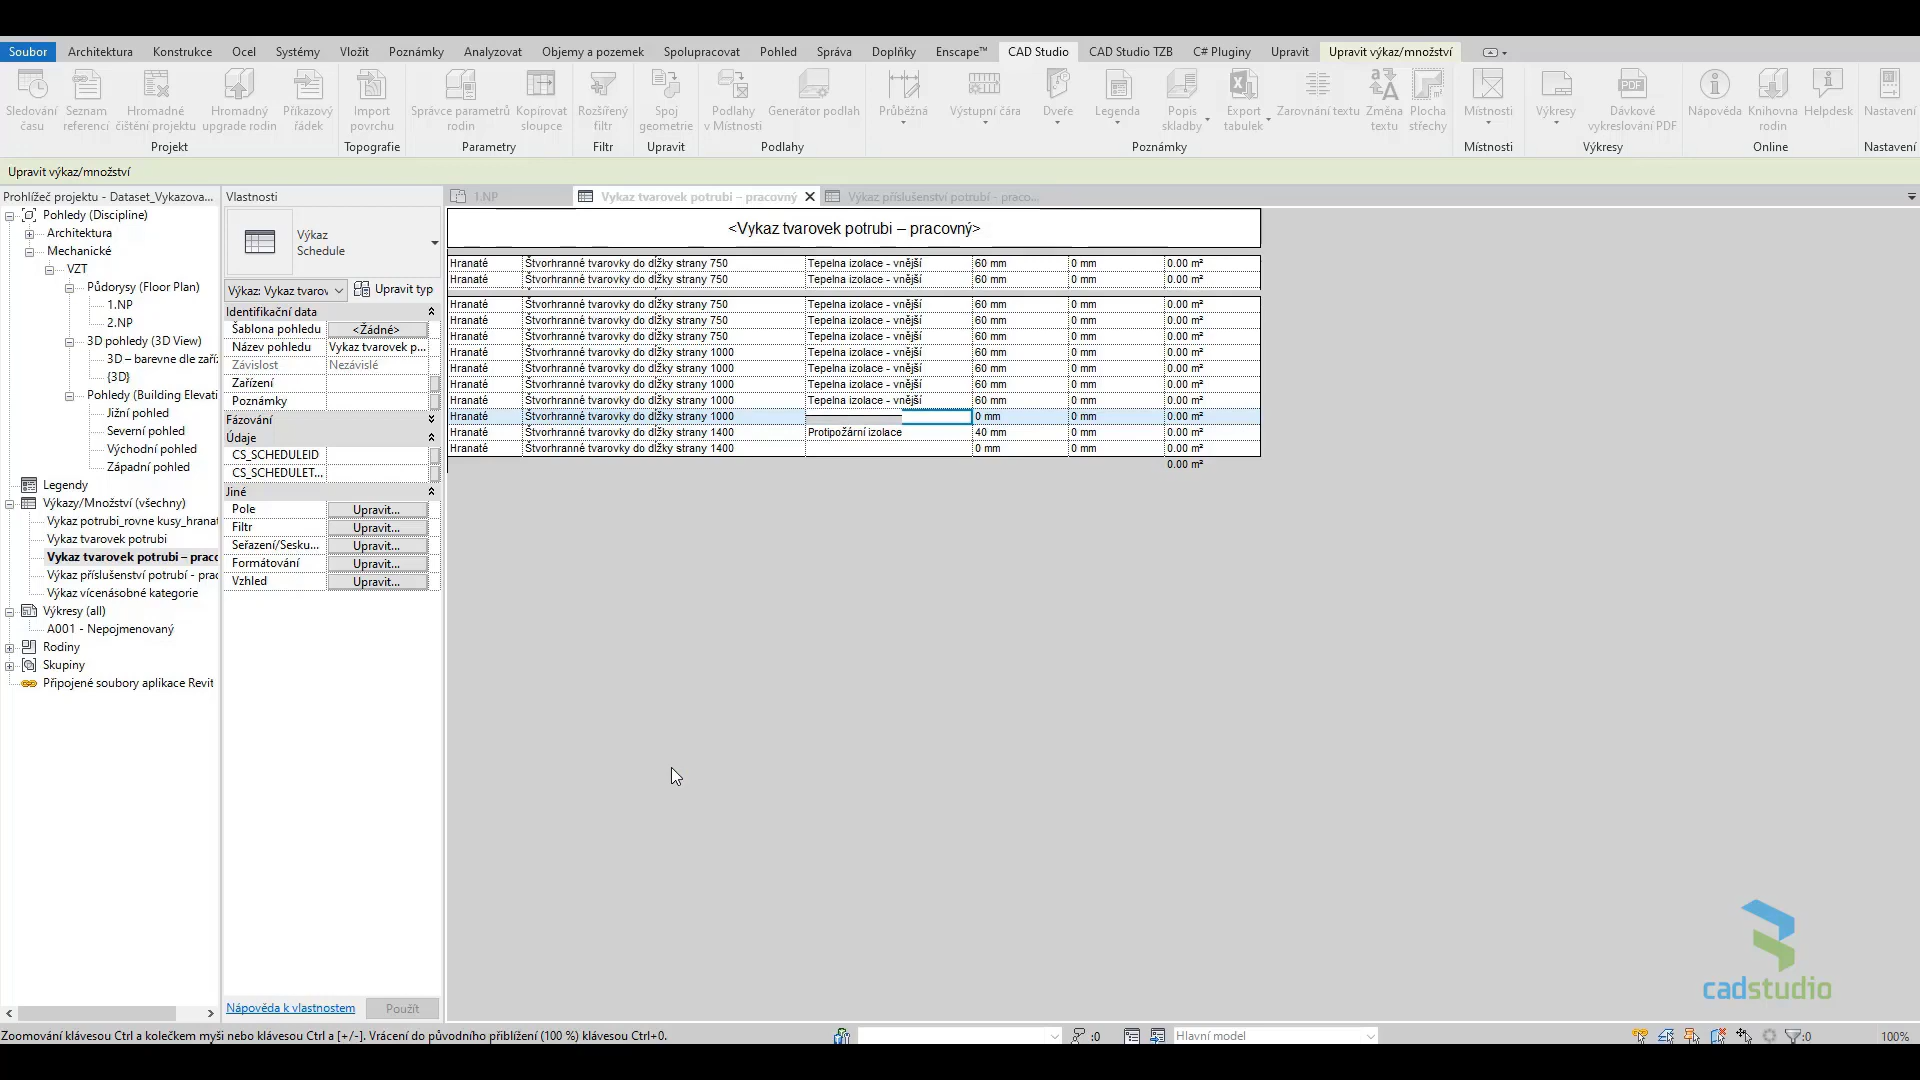 Soubor Architektura Konstrukce Ocel Systémy Vložit Poznámky Analyzovat Objemy a pozemek Spolupracovat Pohled Správa Doplňky Enscape™ CAD Studio CAD Studio TZB C# Pluginy Upravit Upravit výkaz/množství
Sledování času
Seznam referencí
Hromadné čištění projektu
Hromadný upgrade rodin
Příkazový řádek
Import povrchu
Správce parametrů rodin
Kopírovat sloupce
Rozšířený filtr
Spoj geometrie
Podlahy v Místnosti
Generátor podlah
Průběžná
Výstupní čára
Dveře
Legenda
Popis skladby
Export tabulek
Zarovnání textu
Změna textu
Plocha střechy
Místnosti
Výkresy
Dávkové vykreslování PDF
Nápověda
Knihovna rodin
Helpdesk
Nastavení
Projekt Topografie Parametry Filtr Upravit Podlahy Poznámky Místnosti Výkresy Online Nastavení
Upravit výkaz/množství
Prohlížeč projektu - Dataset_Vykazova...
Pohledy (Discipline)
Architektura
Mechanické
VZT
Půdorysy (Floor Plan)
1.NP
2.NP
3D pohledy (3D View)
3D – barevne dle zaříz
{3D}
Pohledy (Building Elevati
Jižní pohled
Severní pohled
Východní pohled
Západní pohled
Legendy
Výkazy/Množství (všechny)
Vykaz potrubi_rovne kusy_hranat
Vykaz tvarovek potrubi
Vykaz tvarovek potrubi – praco
Výkaz příslušenství potrubí - prac
Výkaz vícenásobné kategorie
Výkresy (all)
A001 - Nepojmenovaný
Rodiny
Skupiny
Připojené soubory aplikace Revit
Vlastnosti
Výkaz
Schedule
Výkaz: Vykaz tvarov Upravit typ
Identifikační data
Šablona pohledu <Žádné>
Název pohledu Vykaz tvarovek p...
Závislost Nezávislé
Zařízení
Poznámky
Fázování
Údaje
CS_SCHEDULEID
CS_SCHEDULET...
Jiné
Pole Upravit...
Filtr Upravit...
Seřazení/Sesku... Upravit...
Formátování Upravit...
Vzhled Upravit...
Nápověda k vlastnostem Použít
1.NP Vykaz tvarovek potrubi – pracovný Výkaz příslušenství potrubí - praco...
<Vykaz tvarovek potrubi – pracovný>
Hranaté Štvorhranné tvarovky do dĺžky strany 750 Tepelna izolace - vnější 60 mm 0 mm 0.00 m²
Hranaté Štvorhranné tvarovky do dĺžky strany 750 Tepelna izolace - vnější 60 mm 0 mm 0.00 m²
Hranaté Štvorhranné tvarovky do dĺžky strany 750 Tepelna izolace - vnější 60 mm 0 mm 0.00 m²
Hranaté Štvorhranné tvarovky do dĺžky strany 750 Tepelna izolace - vnější 60 mm 0 mm 0.00 m²
Hranaté Štvorhranné tvarovky do dĺžky strany 750 Tepelna izolace - vnější 60 mm 0 mm 0.00 m²
Hranaté Štvorhranné tvarovky do dĺžky strany 1000 Tepelna izolace - vnější 60 mm 0 mm 0.00 m²
Hranaté Štvorhranné tvarovky do dĺžky strany 1000 Tepelna izolace - vnější 60 mm 0 mm 0.00 m²
Hranaté Štvorhranné tvarovky do dĺžky strany 1000 Tepelna izolace - vnější 60 mm 0 mm 0.00 m²
Hranaté Štvorhranné tvarovky do dĺžky strany 1000 Tepelna izolace - vnější 60 mm 0 mm 0.00 m²
Hranaté Štvorhranné tvarovky do dĺžky strany 1000 0 mm 0 mm 0.00 m²
Hranaté Štvorhranné tvarovky do dĺžky strany 1400 Protipožární izolace 40 mm 0 mm 0.00 m²
Hranaté Štvorhranné tvarovky do dĺžky strany 1400 0 mm 0 mm 0.00 m²
0.00 m²
cadstudio
Zoomování klávesou Ctrl a kolečkem myši nebo klávesou Ctrl a [+/-]. Vrácení do původního přiblížení (100 %) klávesou Ctrl+0. :0 Hlavní model :0 100%